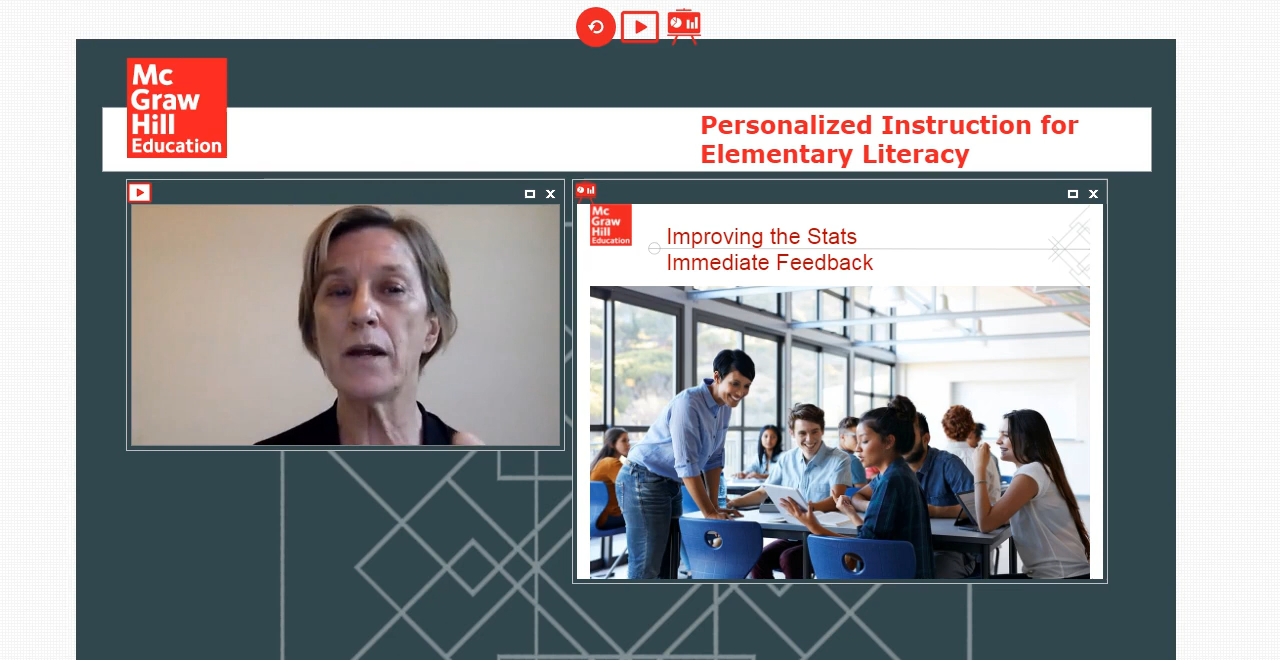 Mc
Graw
Hill
Education
Personalized Instruction for
Elementary Literacy
Mc
Graw
Hill
Education
Improving the Stats
Immediate Feedback